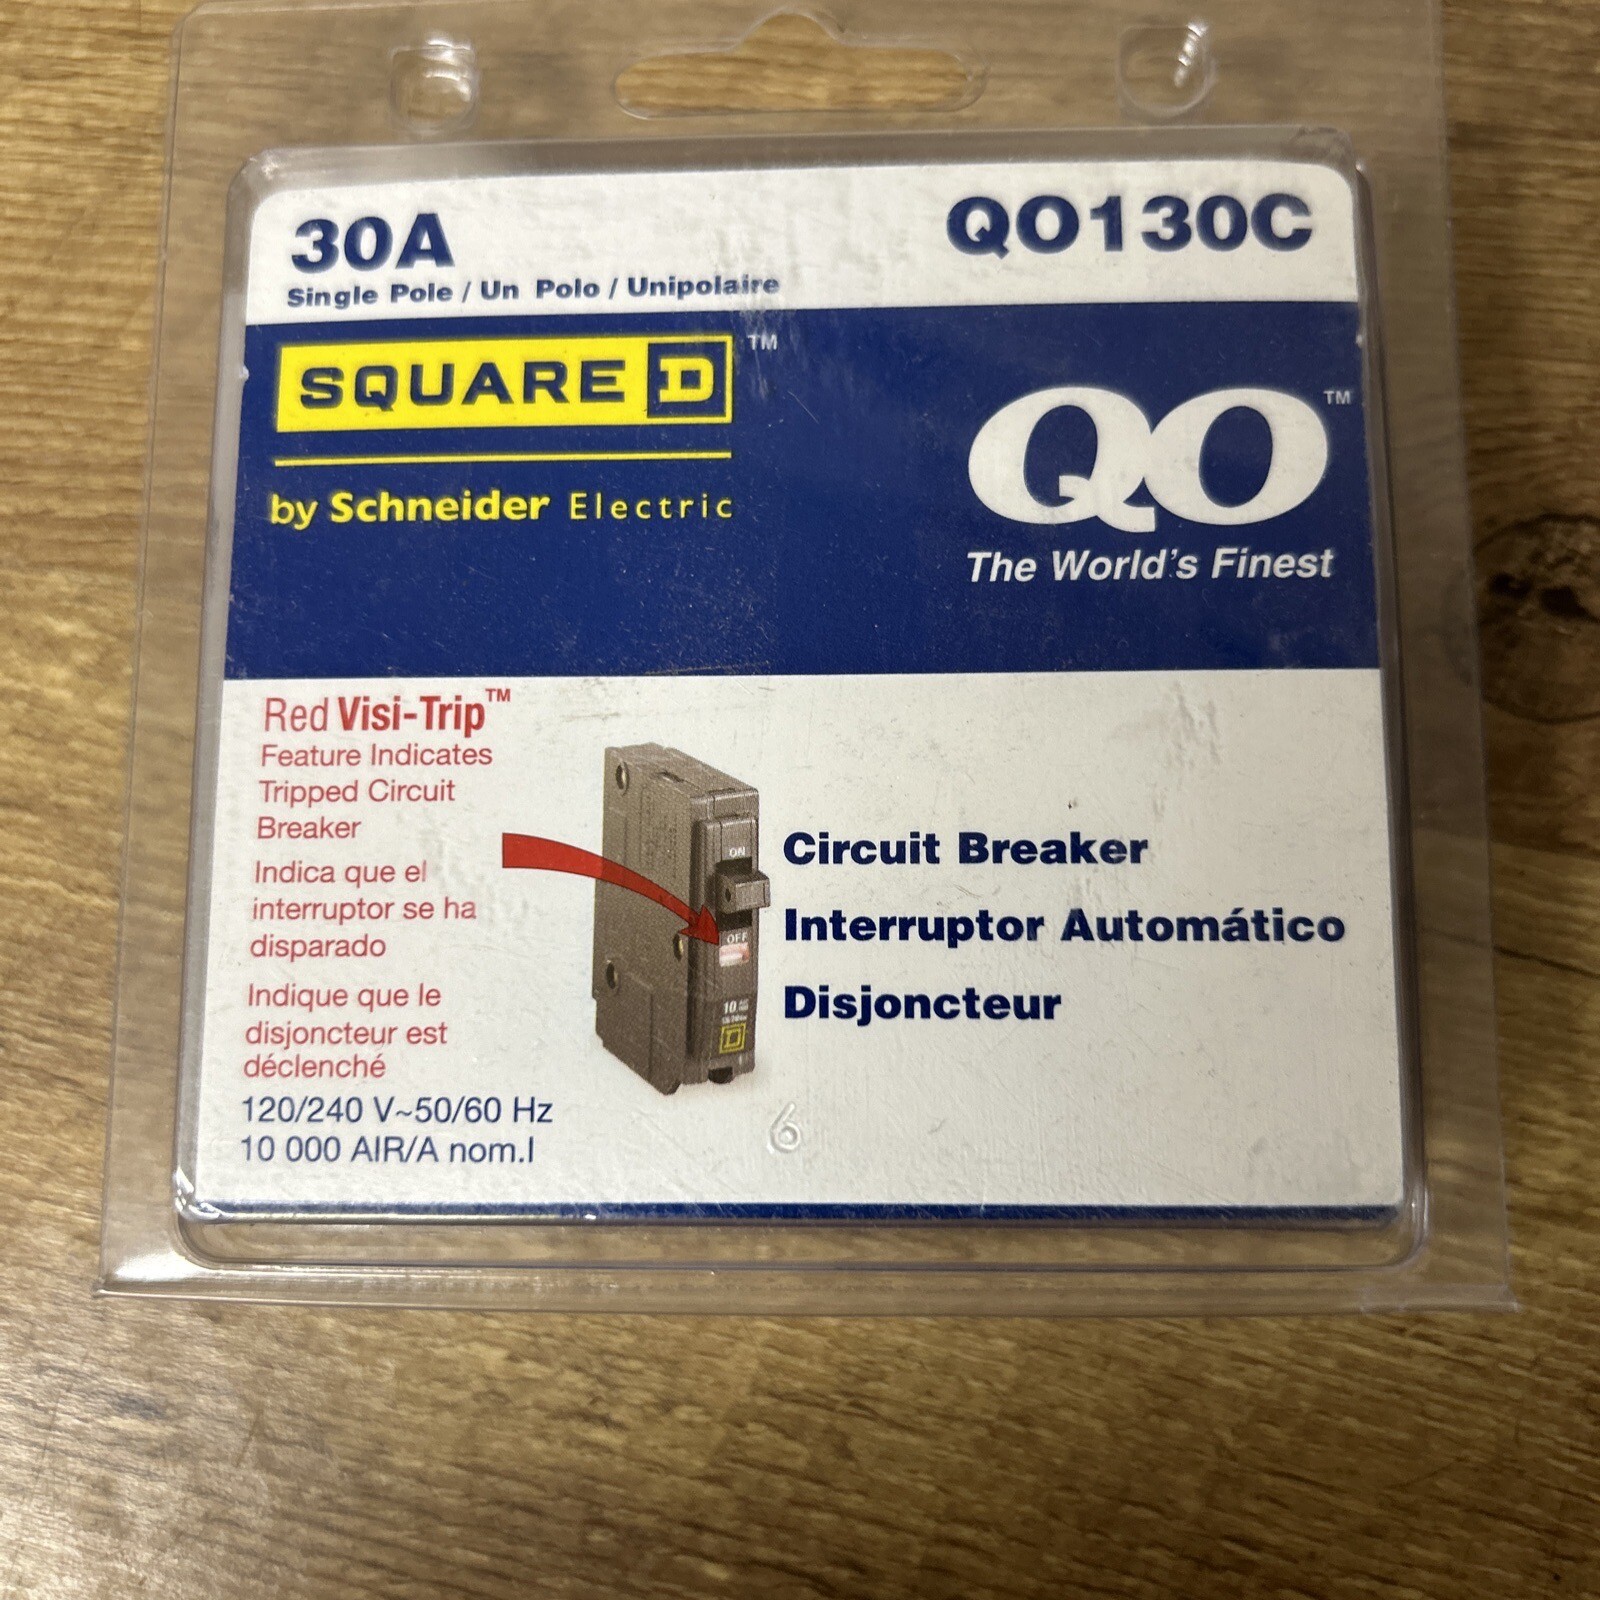 30A
Single Pole / Un Polo / Unipolaire
QO130C
SQUARE D ™
by Schneider Electric
QO™
The World's Finest
Red Visi-Trip™
Feature Indicates
Tripped Circuit
Breaker
Indica que el
interruptor se ha
disparado
Indique que le
disjoncteur est
déclenché
120/240 V~50/60 Hz
10 000 AIR/A nom.I
ON
OFF
10
D
Circuit Breaker
Interruptor Automático
Disjoncteur
6